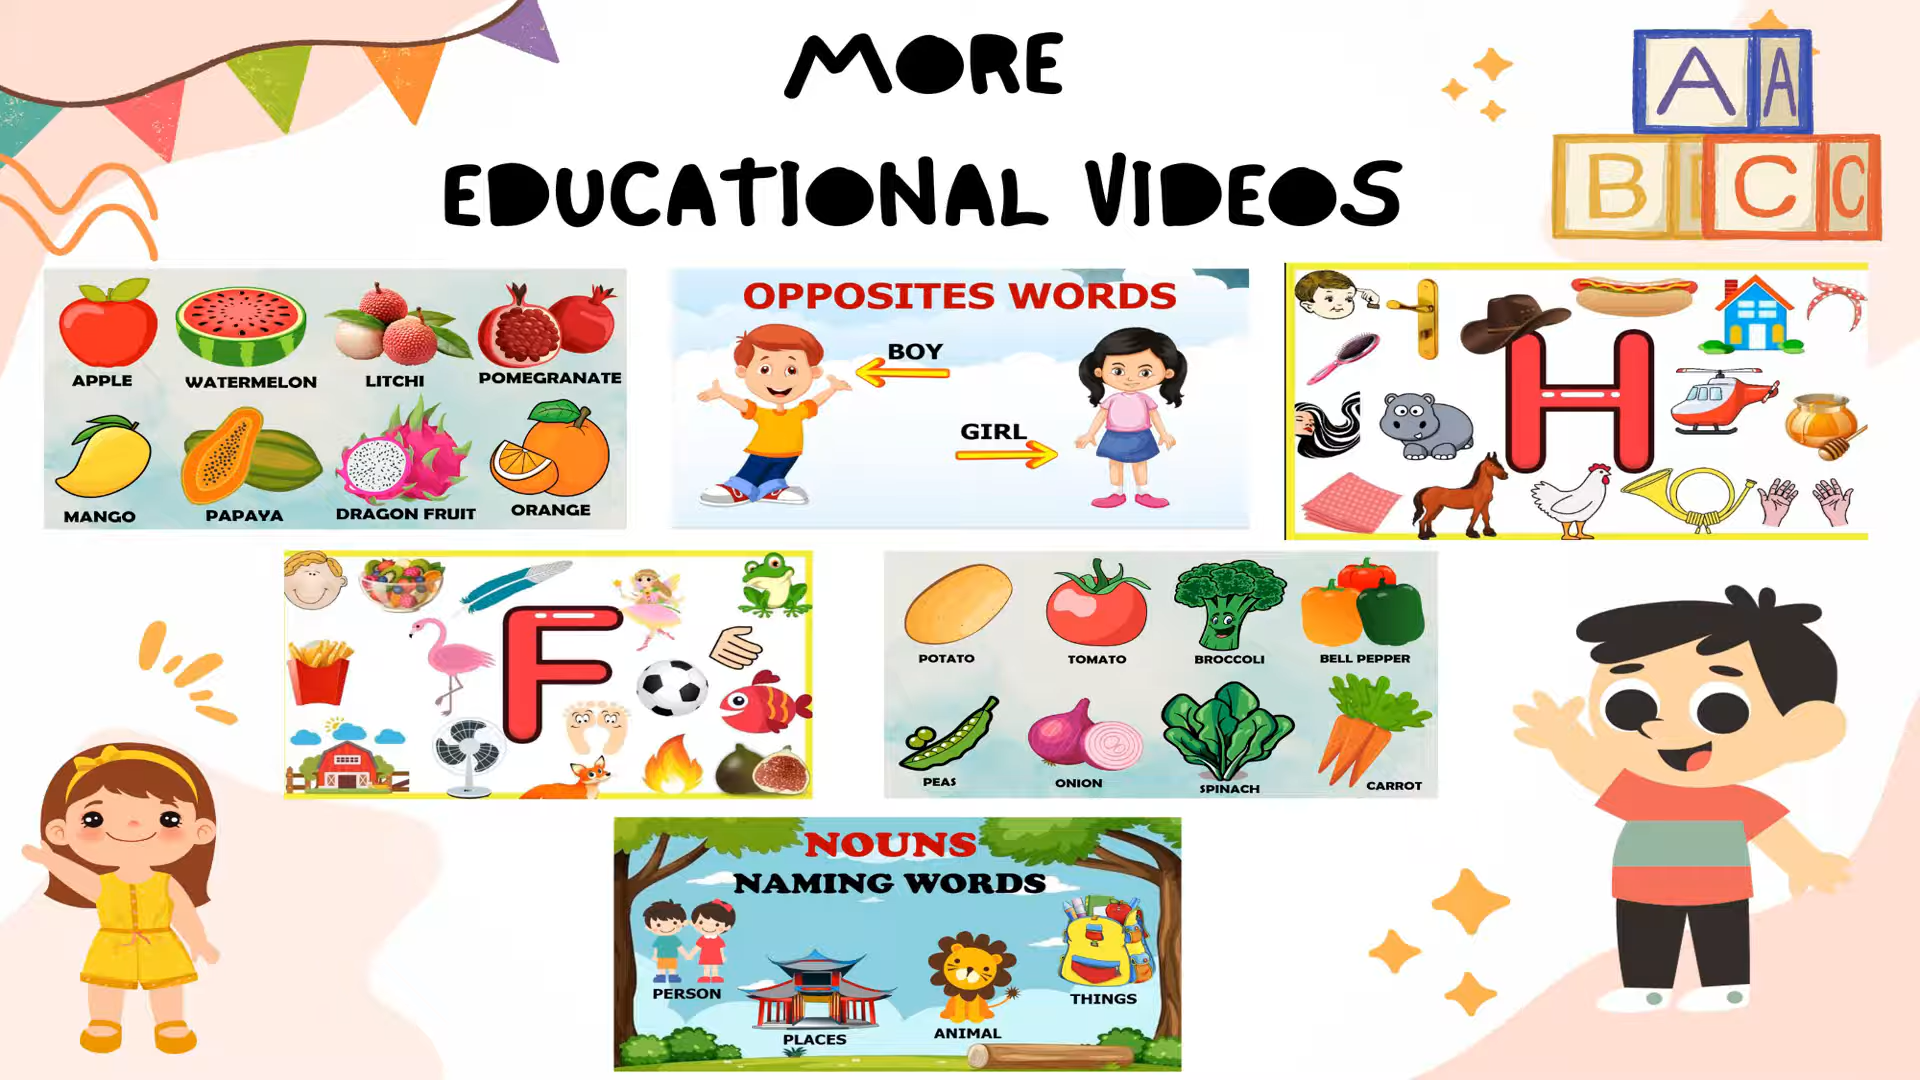 MORE
EDUCATIONAL VIDEOS
A A
B C C
APPLE WATERMELON LITCHI POMEGRANATE
MANGO PAPAYA DRAGON FRUIT ORANGE
OPPOSITES WORDS
BOY
GIRL
H
F
POTATO TOMATO BROCCOLI BELL PEPPER
PEAS ONION SPINACH CARROT
NOUNS
NAMING WORDS
PERSON
PLACES
ANIMAL
THINGS